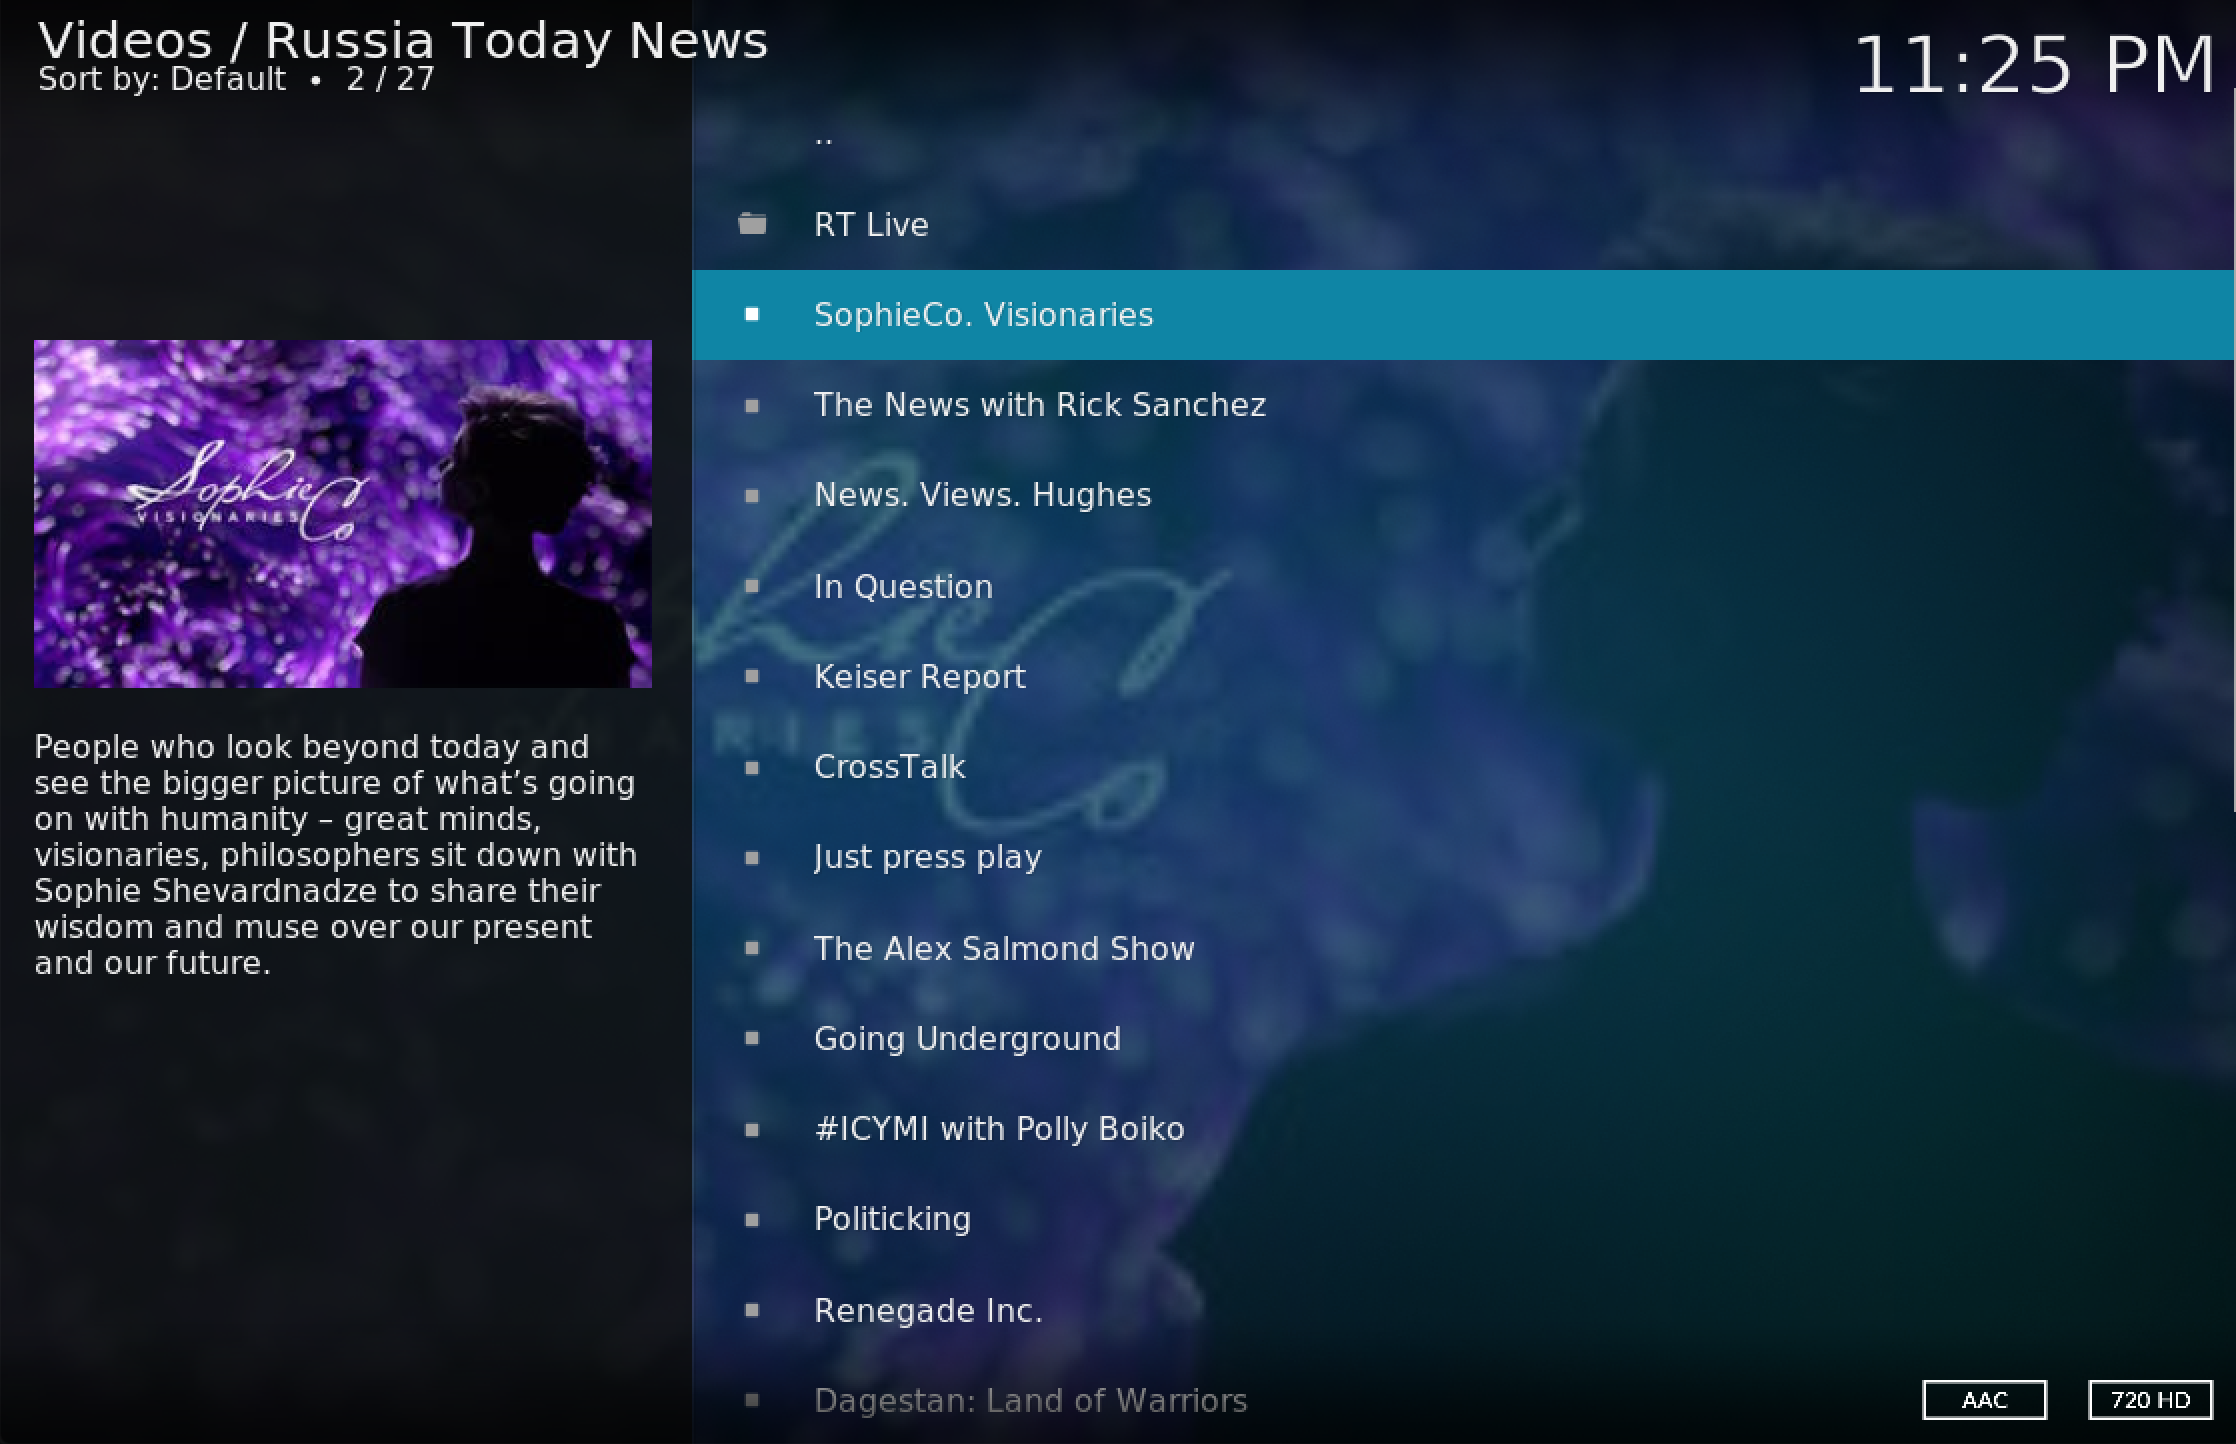 Videos / Russia Today News
Sort by: Default • 2 / 27
11:25 PM
..
RT Live
SophieCo. Visionaries
The News with Rick Sanchez
News. Views. Hughes
In Question
Keiser Report
CrossTalk
Just press play
The Alex Salmond Show
Going Underground
#ICYMI with Polly Boiko
Politicking
Renegade Inc.
Dagestan: Land of Warriors
Sophie Co
VISIONARIES
People who look beyond today and
see the bigger picture of what’s going
on with humanity – great minds,
visionaries, philosophers sit down with
Sophie Shevardnadze to share their
wisdom and muse over our present
and our future.
AAC
720 HD